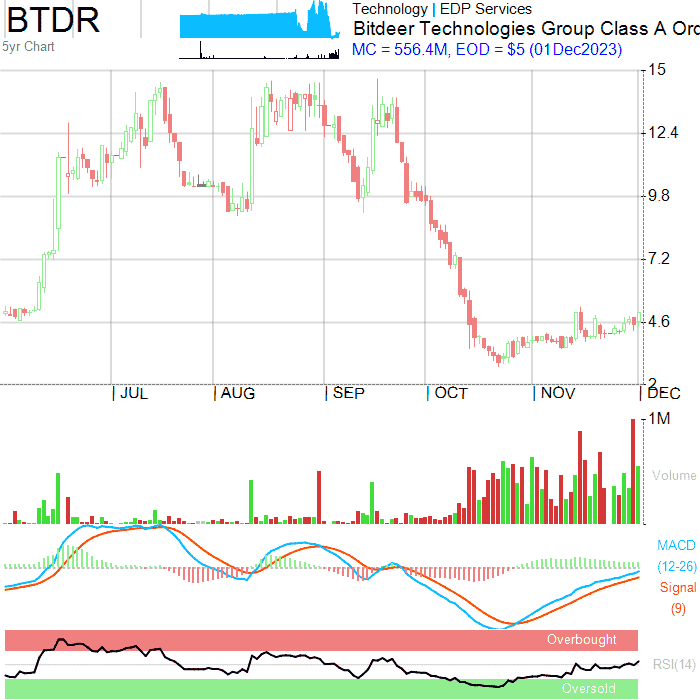 BTDR
5yr Chart
Technology | EDP Services
Bitdeer Technologies Group Class A Ord
MC = 556.4M, EOD = $5 (01Dec2023)
15
12.4
9.8
7.2
4.6
2
JUL
AUG
SEP
OCT
NOV
DEC
1M
Volume
MACD
(12-26)
Signal
(9)
Overbought
RSI(14)
Oversold